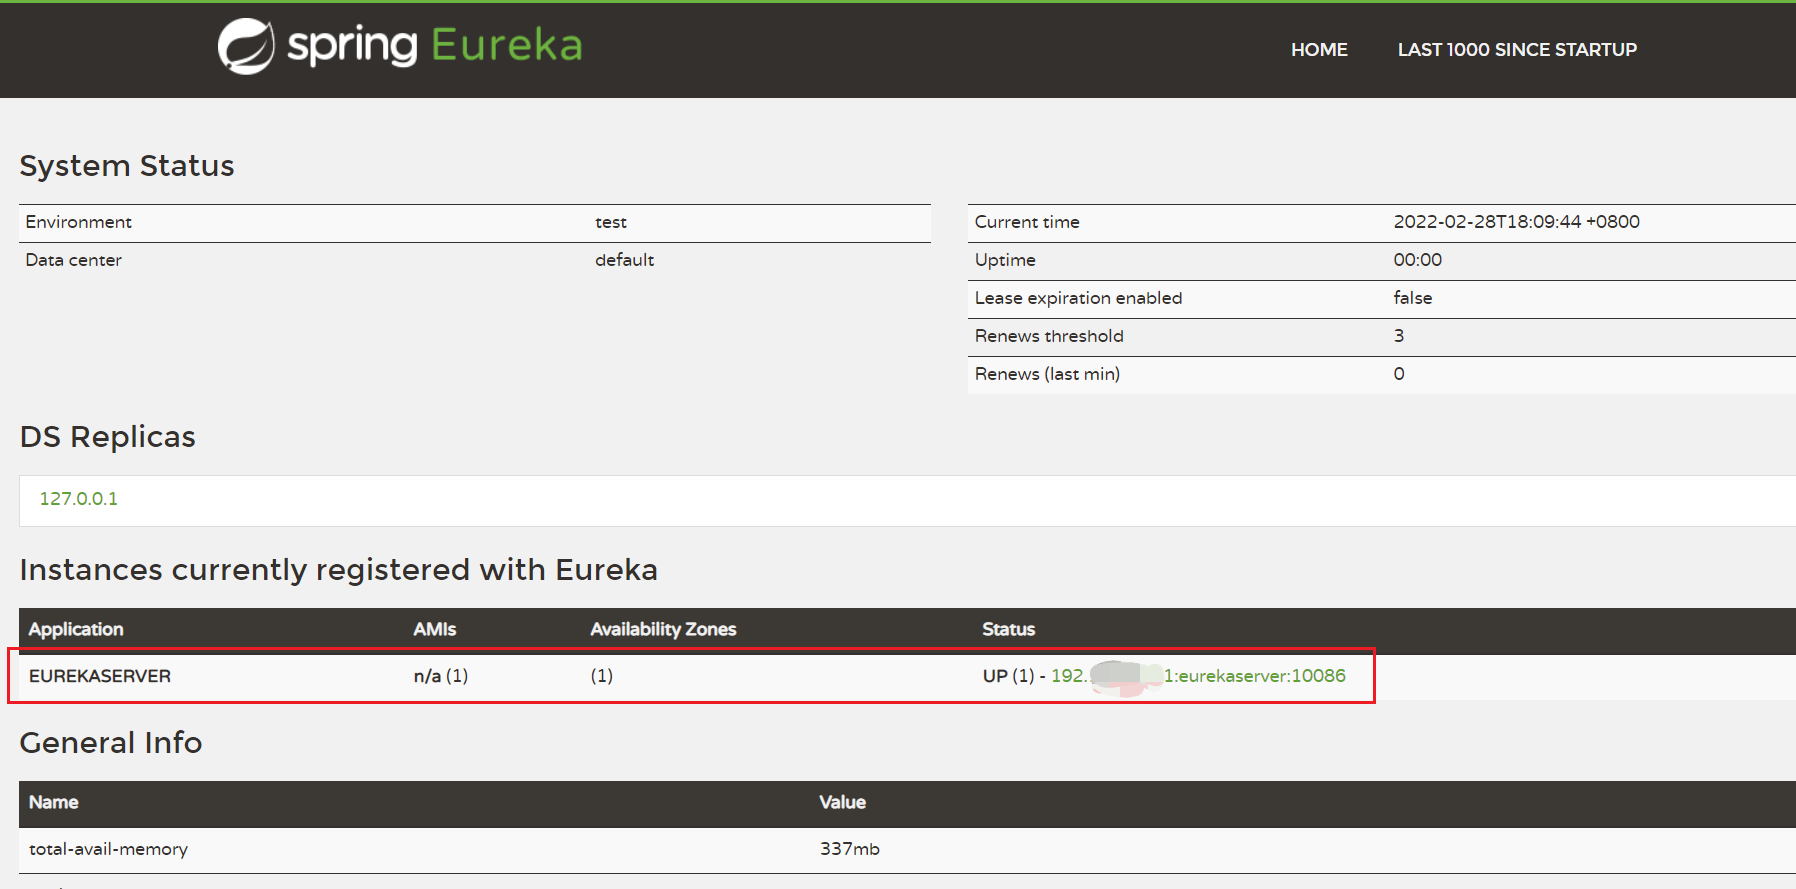 spring Eureka
HOME LAST 1000 SINCE STARTUP
System Status
Environment test
Data center default
Current time 2022-02-28T18:09:44 +0800
Uptime 00:00
Lease expiration enabled false
Renews threshold 3
Renews (last min) 0
DS Replicas
127.0.0.1
Instances currently registered with Eureka
Application AMIs Availability Zones Status
EUREKASERVER n/a (1) (1) UP (1) - 192. 1:eurekaserver:10086
General Info
Name Value
total-avail-memory 337mb